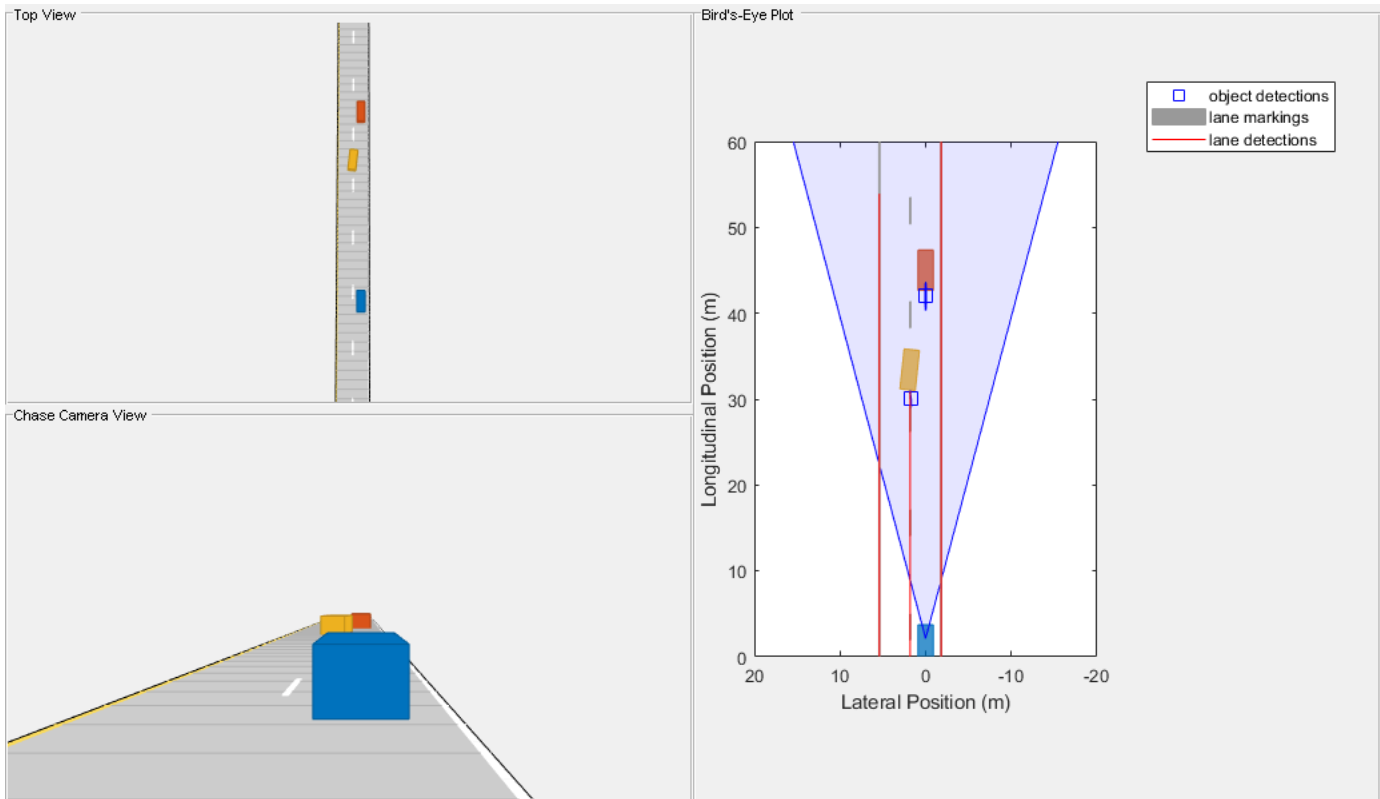 Top View
Chase Camera View
Bird's-Eye Plot
object detections
lane markings
lane detections
60
50
40
30
20
10
0
Longitudinal Position (m)
20 10 0 -10 -20
Lateral Position (m)